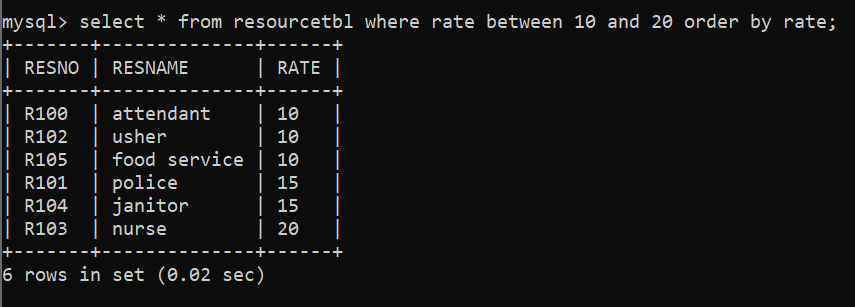 mysql> select * from resourcetbl where rate between 10 and 20 order by rate;
+-------+--------------+------+
| RESNO | RESNAME      | RATE |
+-------+--------------+------+
| R100  | attendant    | 10   |
| R102  | usher        | 10   |
| R105  | food service | 10   |
| R101  | police       | 15   |
| R104  | janitor      | 15   |
| R103  | nurse        | 20   |
+-------+--------------+------+
6 rows in set (0.02 sec)